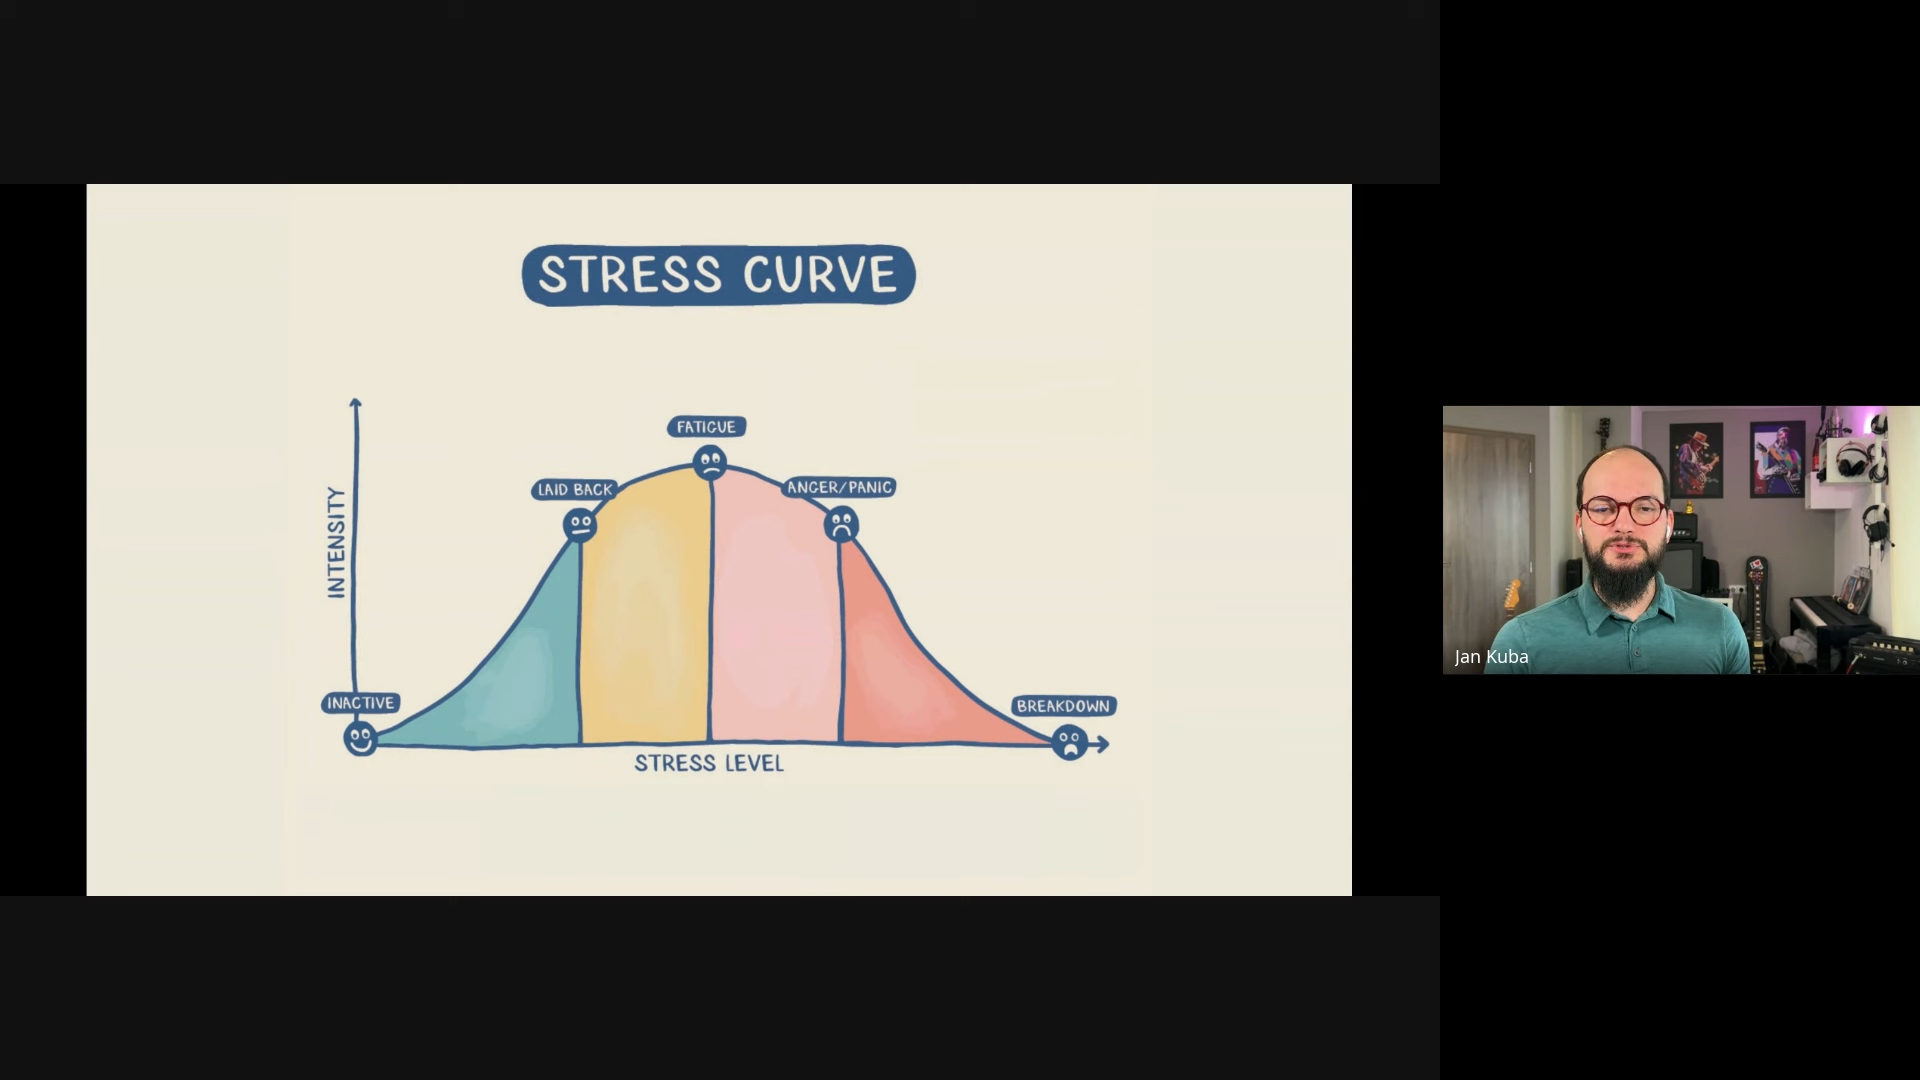 STRESS CURVE
FATIGUE
LAID BACK
ANGER/PANIC
INTENSITY
INACTIVE
BREAKDOWN
STRESS LEVEL
Jan Kuba